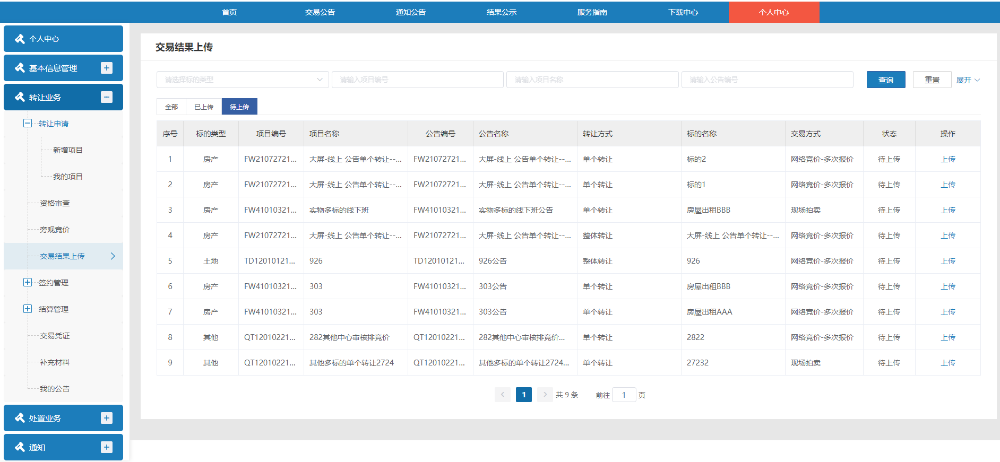 首页 交易公告 通知公告 结果公示 服务指南 下载中心 个人中心
个人中心
基本信息管理
转让业务
转让申请
新增项目
我的项目
资格审查
旁观竞价
交易结果上传
签约管理
结算管理
交易凭证
补充材料
我的公告
处置业务
通知
交易结果上传
请选择标的类型 请输入项目编号 请输入项目名称 请输入公告编号 查询 重置 展开
全部 已上传 待上传
序号 标的类型 项目编号 项目名称 公告编号 公告名称 转让方式 标的名称 交易方式 状态 操作
1 房产 FW21072721... 大屏-线上 公告单个转让--... FW21072721... 大屏-线上 公告单个转让--... 单个转让 标的2 网络竞价-多次报价 待上传 上传
2 房产 FW21072721... 大屏-线上 公告单个转让--... FW21072721... 大屏-线上 公告单个转让--... 单个转让 标的1 网络竞价-多次报价 待上传 上传
3 房产 FW41010321... 实物多标的线下班 FW41010321... 实物多标的线下班公告 单个转让 房屋出租BBB 现场拍卖 待上传 上传
4 房产 FW21072721... 大屏-线上 公告单个转让--... FW21072721... 大屏-线上 公告单个转让--... 整体转让 大屏-线上 公告单个转让--... 网络竞价-多次报价 待上传 上传
5 土地 TD12010121... 926 TD12010121... 926公告 整体转让 926 网络竞价-多次报价 待上传 上传
6 房产 FW41010321... 303 FW41010321... 303公告 单个转让 房屋出租BBB 网络竞价-多次报价 待上传 上传
7 房产 FW41010321... 303 FW41010321... 303公告 单个转让 房屋出租AAA 网络竞价-多次报价 待上传 上传
8 其他 QT12010221... 282其他中心审核排竞价 QT12010221... 282其他中心审核排竞价... 单个转让 2822 网络竞价-多次报价 待上传 上传
9 其他 QT12010221... 其他多标的单个转让2724 QT12010221... 其他多标的单个转让2724... 单个转让 27232 现场拍卖 待上传 上传
1 共 9 条 前往 1 页